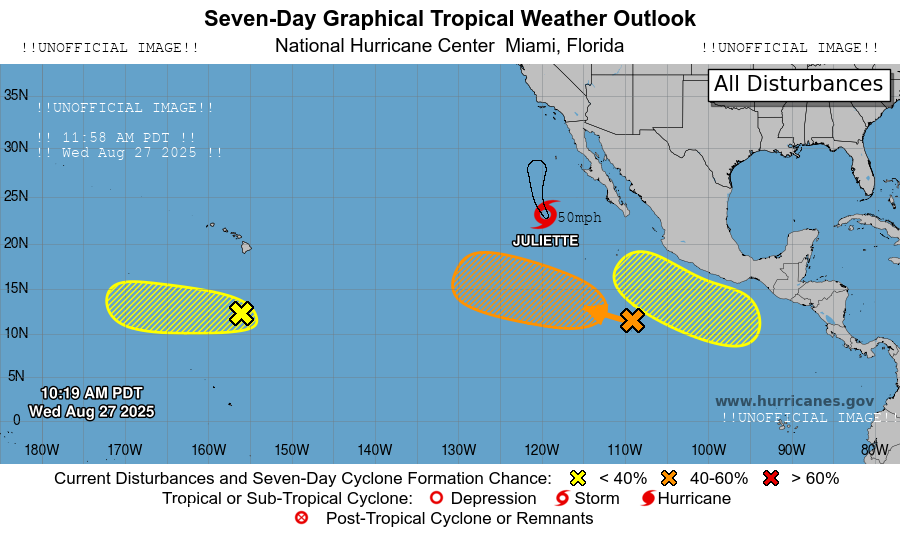 Seven-Day Graphical Tropical Weather Outlook
!!UNOFFICIAL IMAGE!! National Hurricane Center Miami, Florida !!UNOFFICIAL IMAGE!!
All Disturbances
35N
!!UNOFFICIAL IMAGE!!
!! 11:58 AM PDT !!
30N
!! Wed Aug 27 2025 !!
25N
50mph
JULIETTE
20N
15N
10N
5N
10:19 AM PDT
Wed Aug 27 2025
www.hurricanes.gov
!!UNOFFICIAL IMAGE!!
0
180W 170W 160W 150W 140W 130W 120W 110W 100W 90W 80W
Current Disturbances and Seven-Day Cyclone Formation Chance: < 40% 40-60% > 60%
Tropical or Sub-Tropical Cyclone: Depression Storm Hurricane
Post-Tropical Cyclone or Remnants